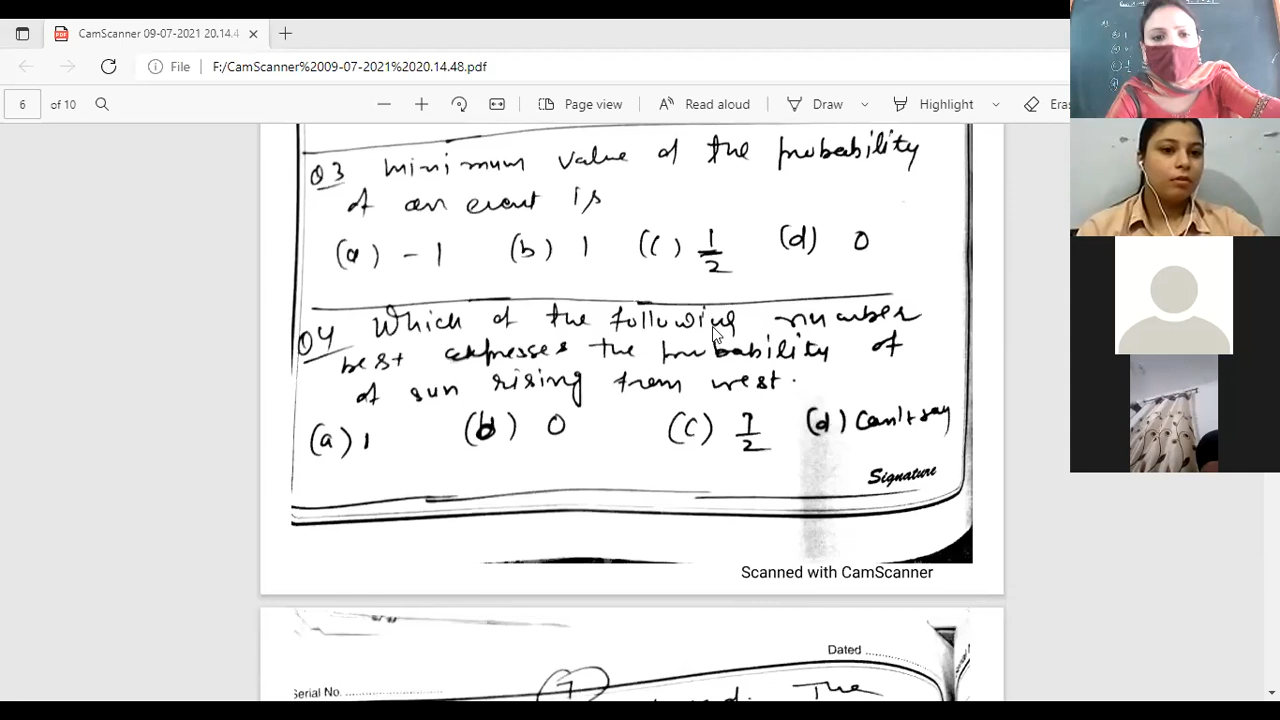 CamScanner 09-07-2021 20.14.4
File F:/CamScanner%2009-07-2021%2020.14.48.pdf
6 of 10 Page view Read aloud Draw Highlight Eras
Q3 Minimum value of the probability
of an event is
(a) -1 (b) 1 (c) 1/2 (d) 0
Q4 Which of the following number
best expresses the probability of
of sun rising from west.
(a) 1 (b) 0 (c) 1/2 (d) Can't say
Signature
Scanned with CamScanner
Serial No. Dated
7
The